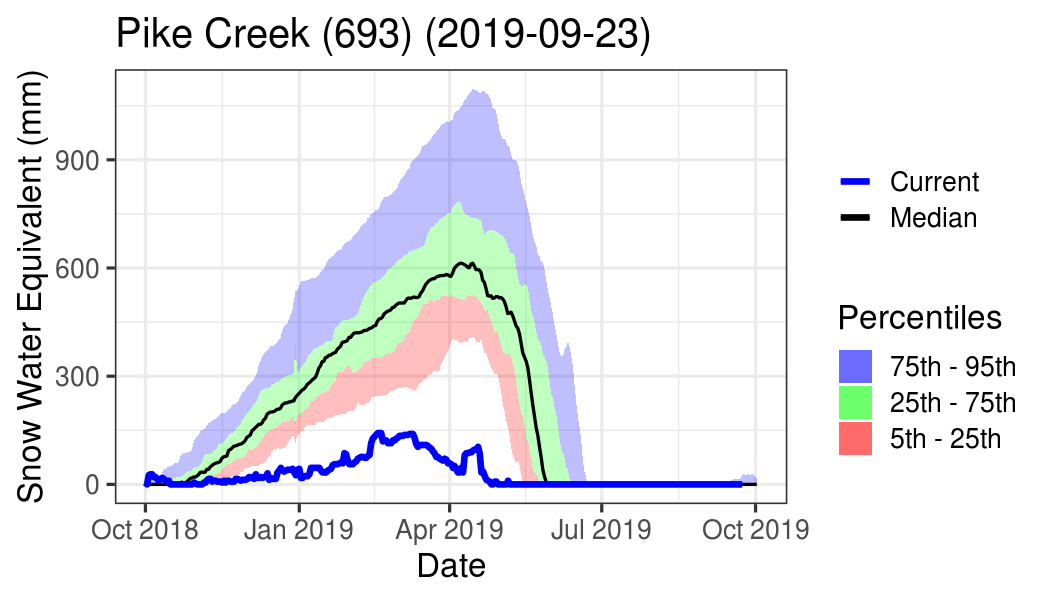 Pike Creek (693) (2019-09-23)
Snow Water Equivalent (mm)
900
600
300
0
Oct 2018
Jan 2019
Apr 2019
Jul 2019
Oct 2019
Date
Current
Median
Percentiles
75th - 95th
25th - 75th
5th - 25th